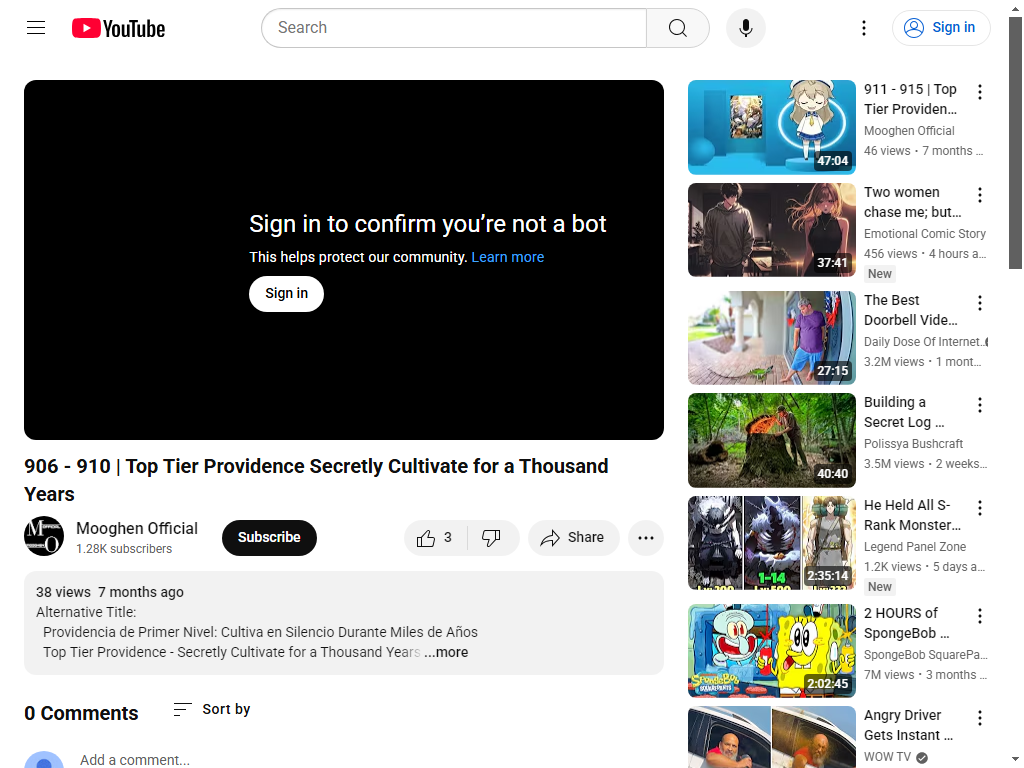 YouTube
Search
Sign in
Sign in to confirm you’re not a bot
This helps protect our community. Learn more
Sign in
906 - 910 | Top Tier Providence Secretly Cultivate for a Thousand
Years
Mooghen Official
1.28K subscribers
Subscribe
3
Share
38 views 7 months ago
Alternative Title:
Providencia de Primer Nivel: Cultiva en Silencio Durante Miles de Años
Top Tier Providence - Secretly Cultivate for a Thousand Years ...more
0 Comments
Sort by
Add a comment...
47:04
911 - 915 | Top
Tier Providen...
Mooghen Official
46 views • 7 months ...
37:41
Two women
chase me; but...
Emotional Comic Story
456 views • 4 hours a...
New
27:15
The Best
Doorbell Vide...
Daily Dose Of Internet..
3.2M views • 1 mont...
40:40
Building a
Secret Log ...
Polissya Bushcraft
3.5M views • 2 weeks...
1-14
2:35:14
He Held All S-
Rank Monster...
Legend Panel Zone
1.2K views • 5 days a...
New
SpongeBob
SQUAREPANTS
2:02:45
2 HOURS of
SpongeBob ...
SpongeBob SquarePa...
7M views • 3 months ...
Angry Driver
Gets Instant ...
WOW TV